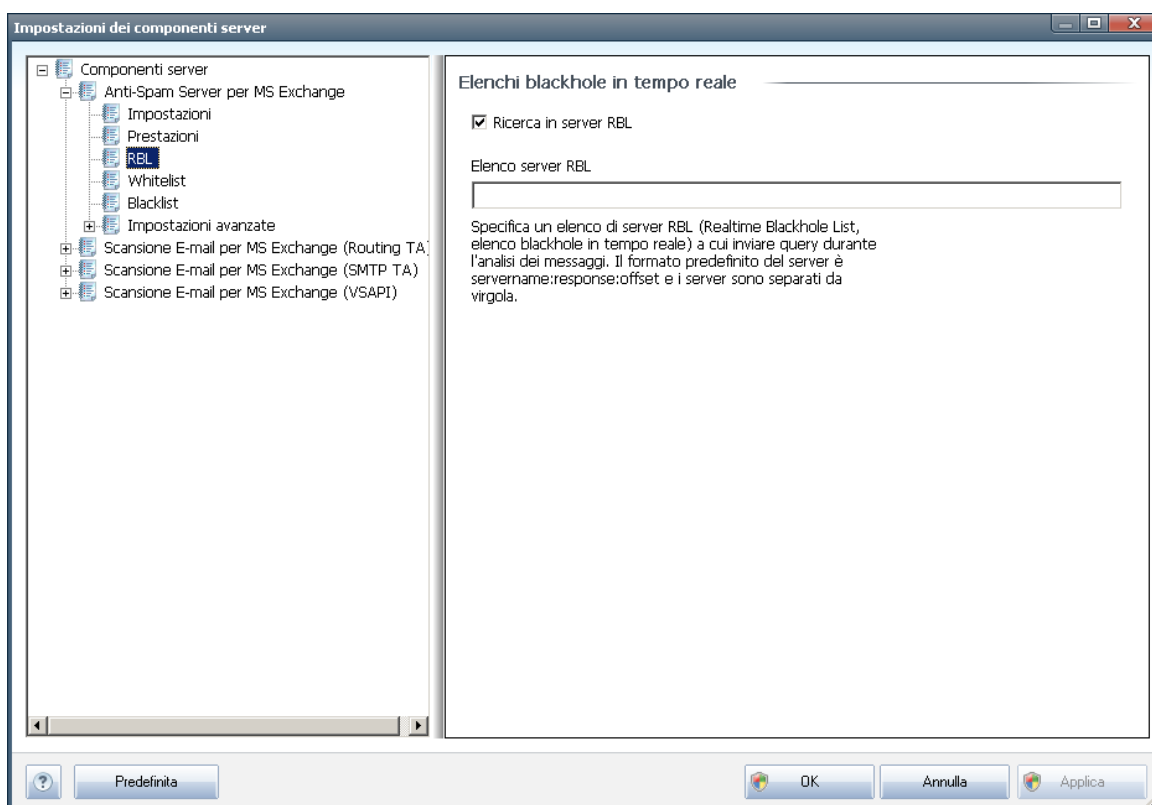 Impostazioni dei componenti server
Componenti server
Anti-Spam Server per MS Exchange
Impostazioni
Prestazioni
RBL
Whitelist
Blacklist
Impostazioni avanzate
Scansione E-mail per MS Exchange (Routing TA)
Scansione E-mail per MS Exchange (SMTP TA)
Scansione E-mail per MS Exchange (VSAPI)
Elenchi blackhole in tempo reale
Ricerca in server RBL
Elenco server RBL
Specifica un elenco di server RBL (Realtime Blackhole List,
elenco blackhole in tempo reale) a cui inviare query durante
l'analisi dei messaggi. Il formato predefinito del server è
servername:response:offset e i server sono separati da
virgola.
?
Predefinita
OK
Annulla
Applica